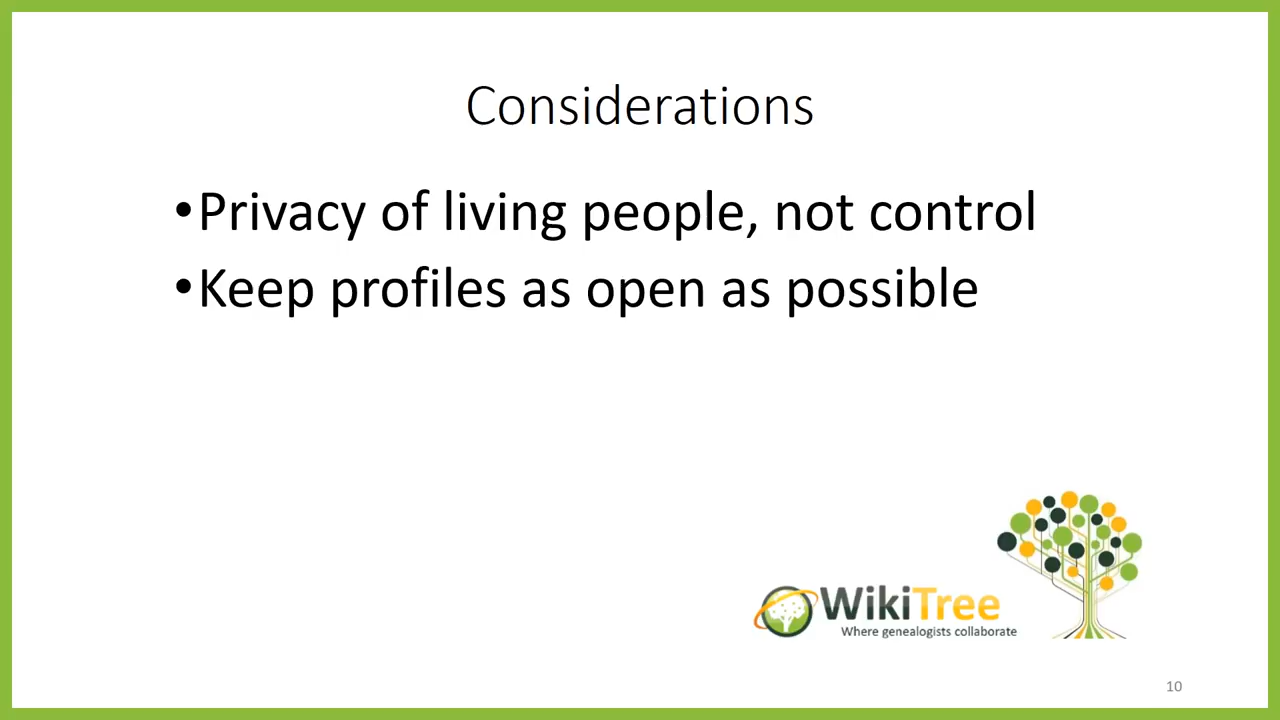 Considerations
•Privacy of living people, not control
•Keep profiles as open as possible
WikiTree
Where genealogists collaborate
10